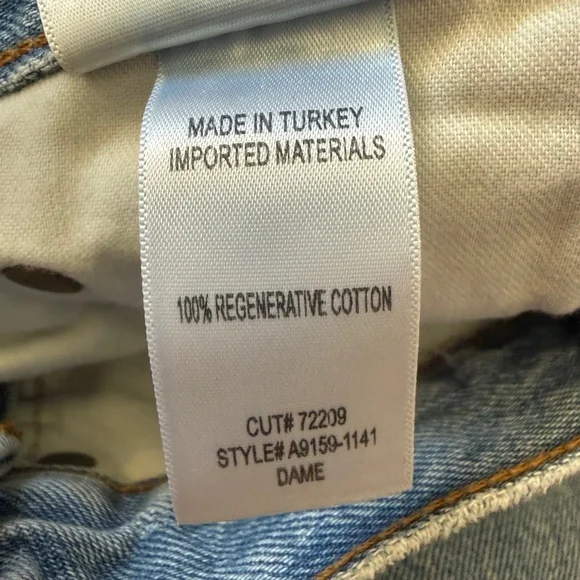 MADE IN TURKEY
IMPORTED MATERIALS
100% REGENERATIVE COTTON
CUT# 72209
STYLE# A9159-1141
DAME